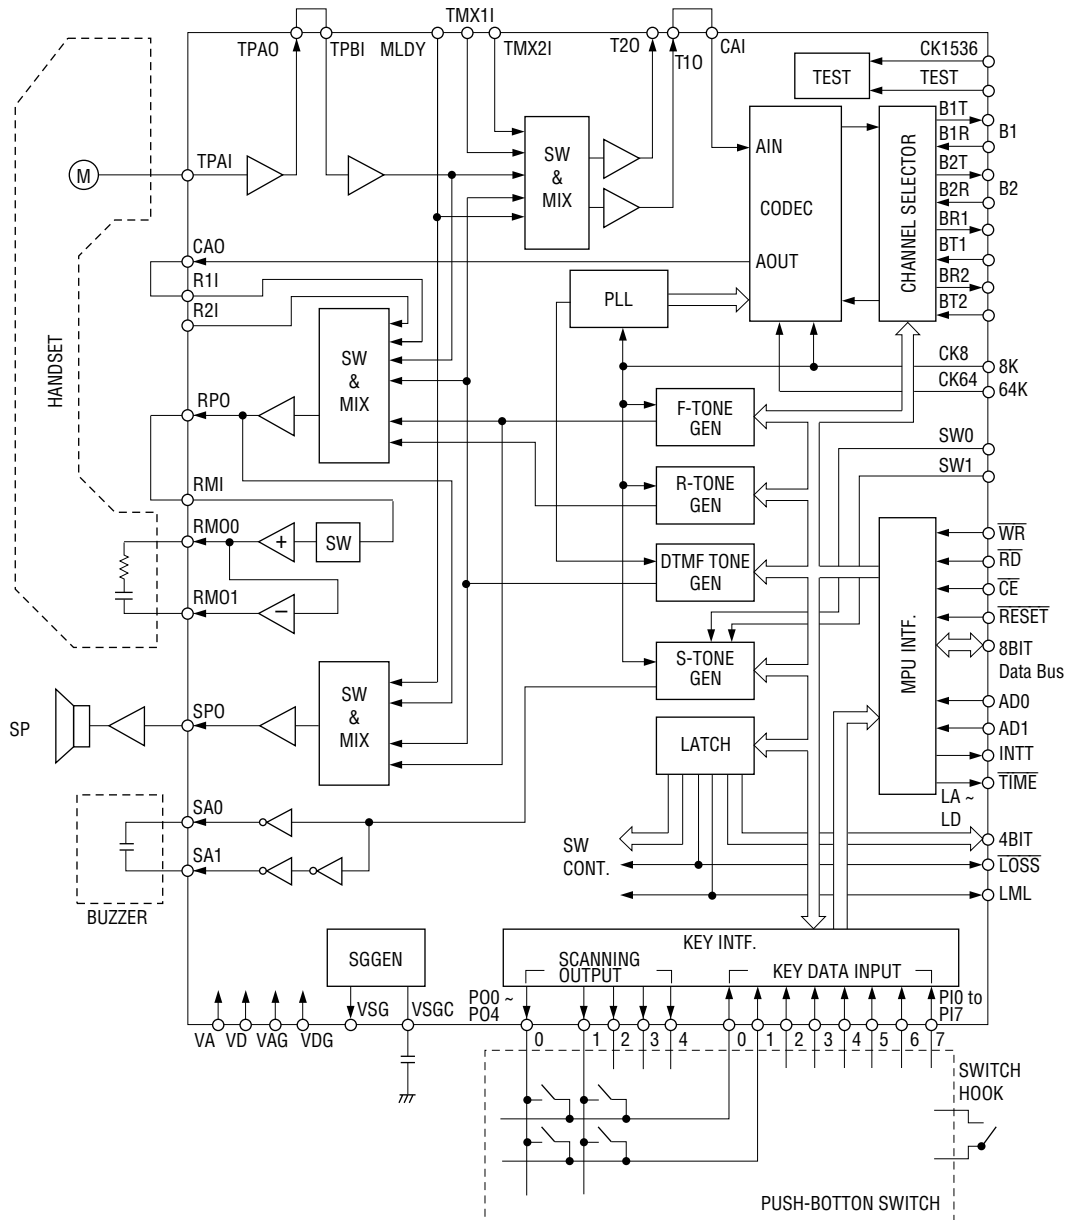 TMX1I
TPAO TPBI MLDY TMX2I T2O T1O CAI
CK1536
TEST
TEST
B1T
B1R
B1
B2T
B2R
B2
BR1
BT1
BR2
BT2
CHANNEL SELECTOR
AIN
CODEC
AOUT
SW
&
MIX
M
TPAI
CAO
R1I
R2I
HANDSET
PLL
SW
&
MIX
CK8
8K
CK64
64K
RPO
F-TONE
GEN
SW0
SW1
RMI
R-TONE
GEN
RMO0
+
SW
WR
RD
DTMF TONE
GEN
CE
RMO1
−
RESET
MPU INTF.
8BIT
Data Bus
S-TONE
GEN
AD0
AD1
SP
SPO
SW
&
MIX
LATCH
INTT
TIME
LA ~
LD
SA0
SW
CONT.
4BIT
LOSS
SA1
LML
BUZZER
KEY INTF.
SGGEN
SCANNING
OUTPUT
KEY DATA INPUT
VSG
VSGC
PO0 ~
PO4
PI0 to
PI7
VA VD VAG VDG
0 1 2 3 4 0 1 2 3 4 5 6 7
SWITCH
HOOK
PUSH-BOTTON SWITCH